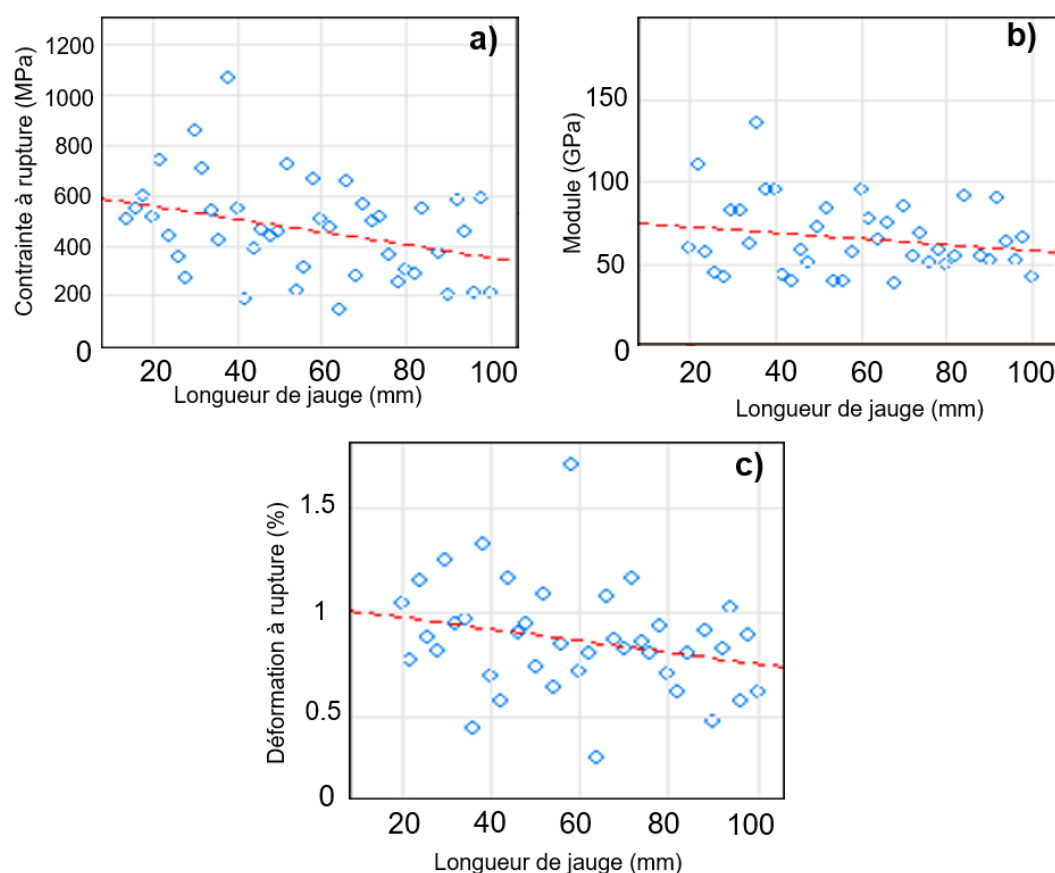 a)
Contrainte à rupture (MPa)
1200
1000
800
600
400
200
0
20 40 60 80 100
Longueur de jauge (mm)
b)
Module (GPa)
150
100
50
0
20 40 60 80 100
Longueur de jauge (mm)
c)
Déformation à rupture (%)
1.5
1
0.5
0
20 40 60 80 100
Longueur de jauge (mm)